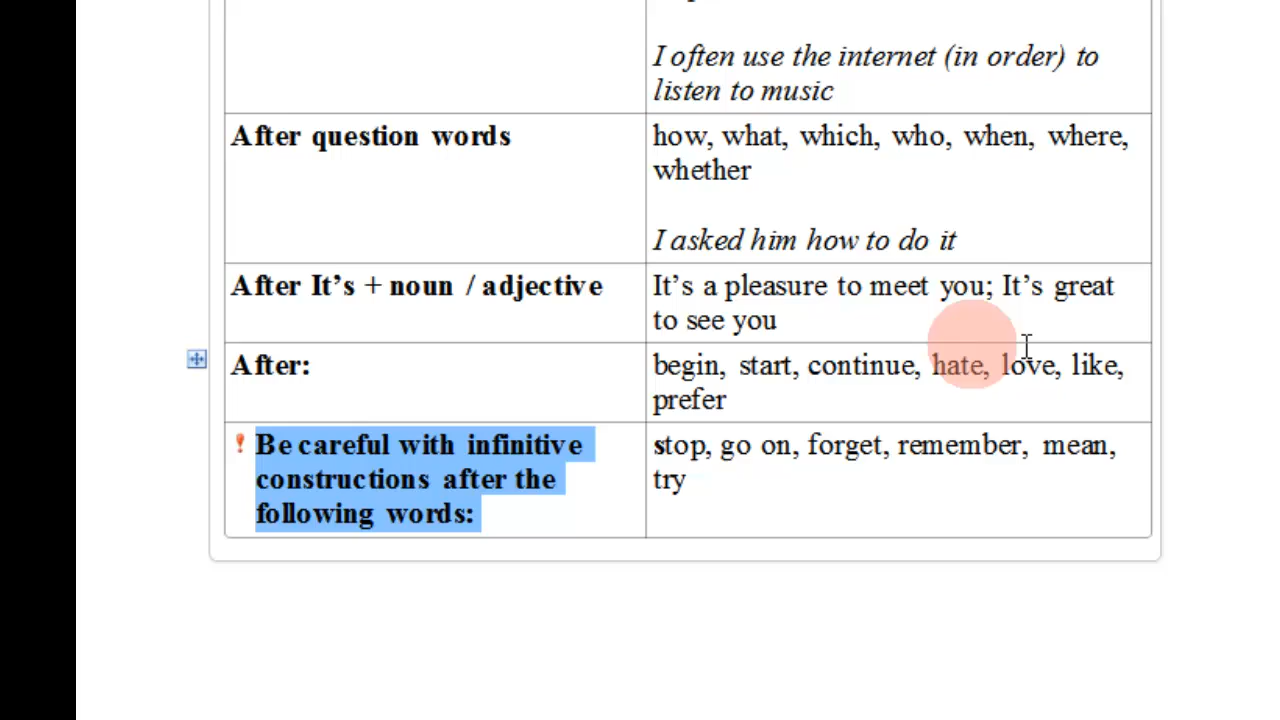 I often use the internet (in order) to
listen to music
After question words
how, what, which, who, when, where,
whether
I asked him how to do it
After It’s + noun / adjective
It’s a pleasure to meet you; It’s great
to see you
After:
begin, start, continue, hate, love, like,
prefer
Be careful with infinitive
constructions after the
following words:
stop, go on, forget, remember, mean,
try